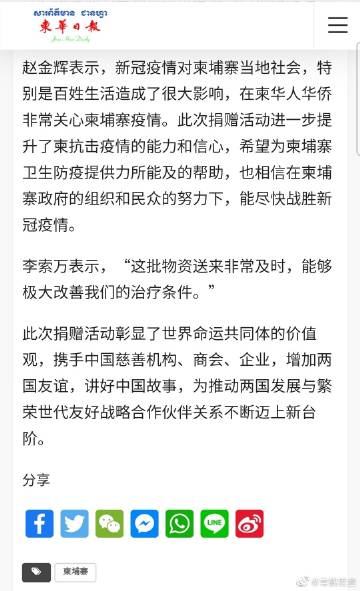 សារព័ត៌មាន ជានហ្វា
柬華日報
Jian Hua Daily
赵金辉表示，新冠疫情对柬埔寨当地社会，特
别是百姓生活造成了很大影响，在柬华人华侨
非常关心柬埔寨疫情。此次捐赠活动进一步提
升了柬抗击疫情的能力和信心，希望为柬埔寨
卫生防疫提供力所能及的帮助，也相信在柬埔
寨政府的组织和民众的努力下，能尽快战胜新
冠疫情。
李索万表示，“这批物资送来非常及时，能够
极大改善我们的治疗条件。”
此次捐赠活动彰显了世界命运共同体的价值
观，携手中国慈善机构、商会、企业，增加两
国友谊，讲好中国故事，为推动两国发展与繁
荣世代友好战略合作伙伴关系不断迈上新台
阶。
分享
LINE
柬埔寨